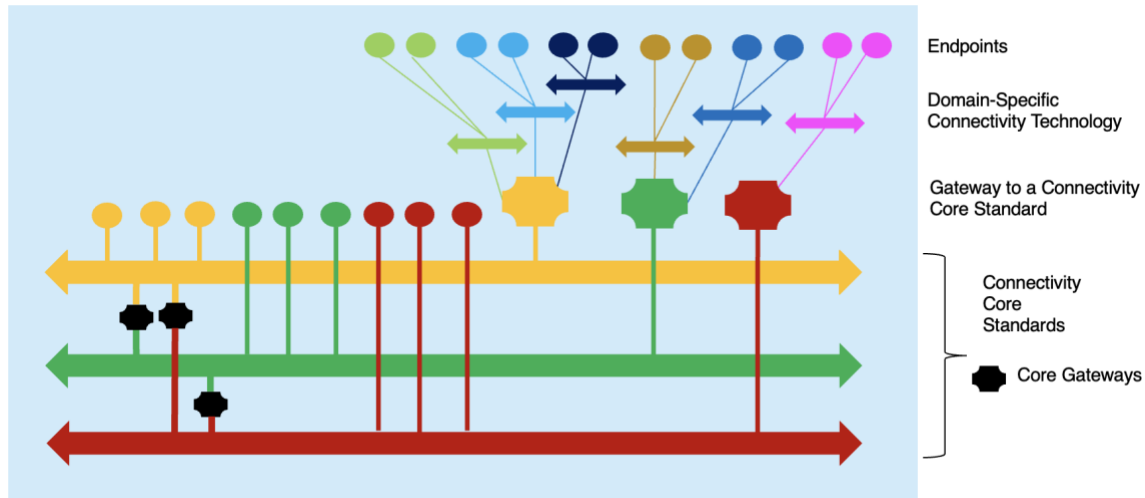 Endpoints
Domain-Specific
Connectivity Technology
Gateway to a Connectivity
Core Standard
Connectivity
Core
Standards
Core Gateways